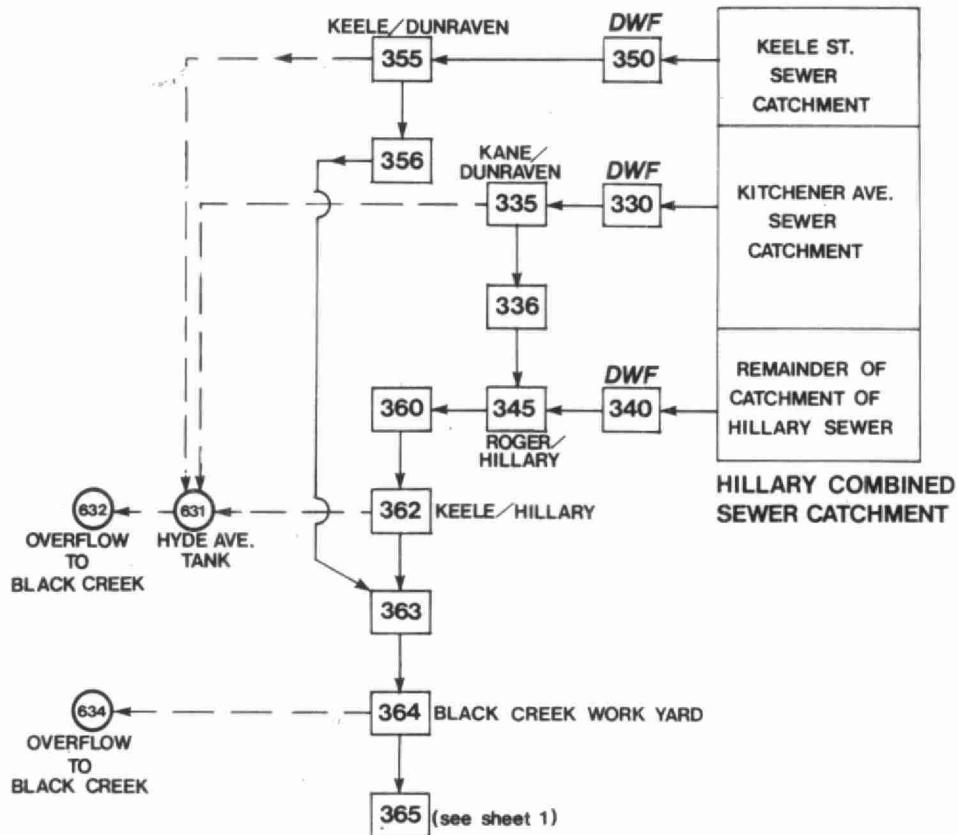 KEELE/DUNRAVEN
DWF
355
350
KEELE ST.
SEWER
CATCHMENT
356
KANE/
DUNRAVEN
DWF
335
330
KITCHENER AVE.
SEWER
CATCHMENT
336
DWF
360
345
340
REMAINDER OF
CATCHMENT OF
HILLARY SEWER
ROGER/
HILLARY
HILLARY COMBINED
SEWER CATCHMENT
632
631
362
KEELE/HILLARY
OVERFLOW
TO
BLACK CREEK
HYDE AVE.
TANK
363
634
364
BLACK CREEK WORK YARD
OVERFLOW
TO
BLACK CREEK
365
(see sheet 1)